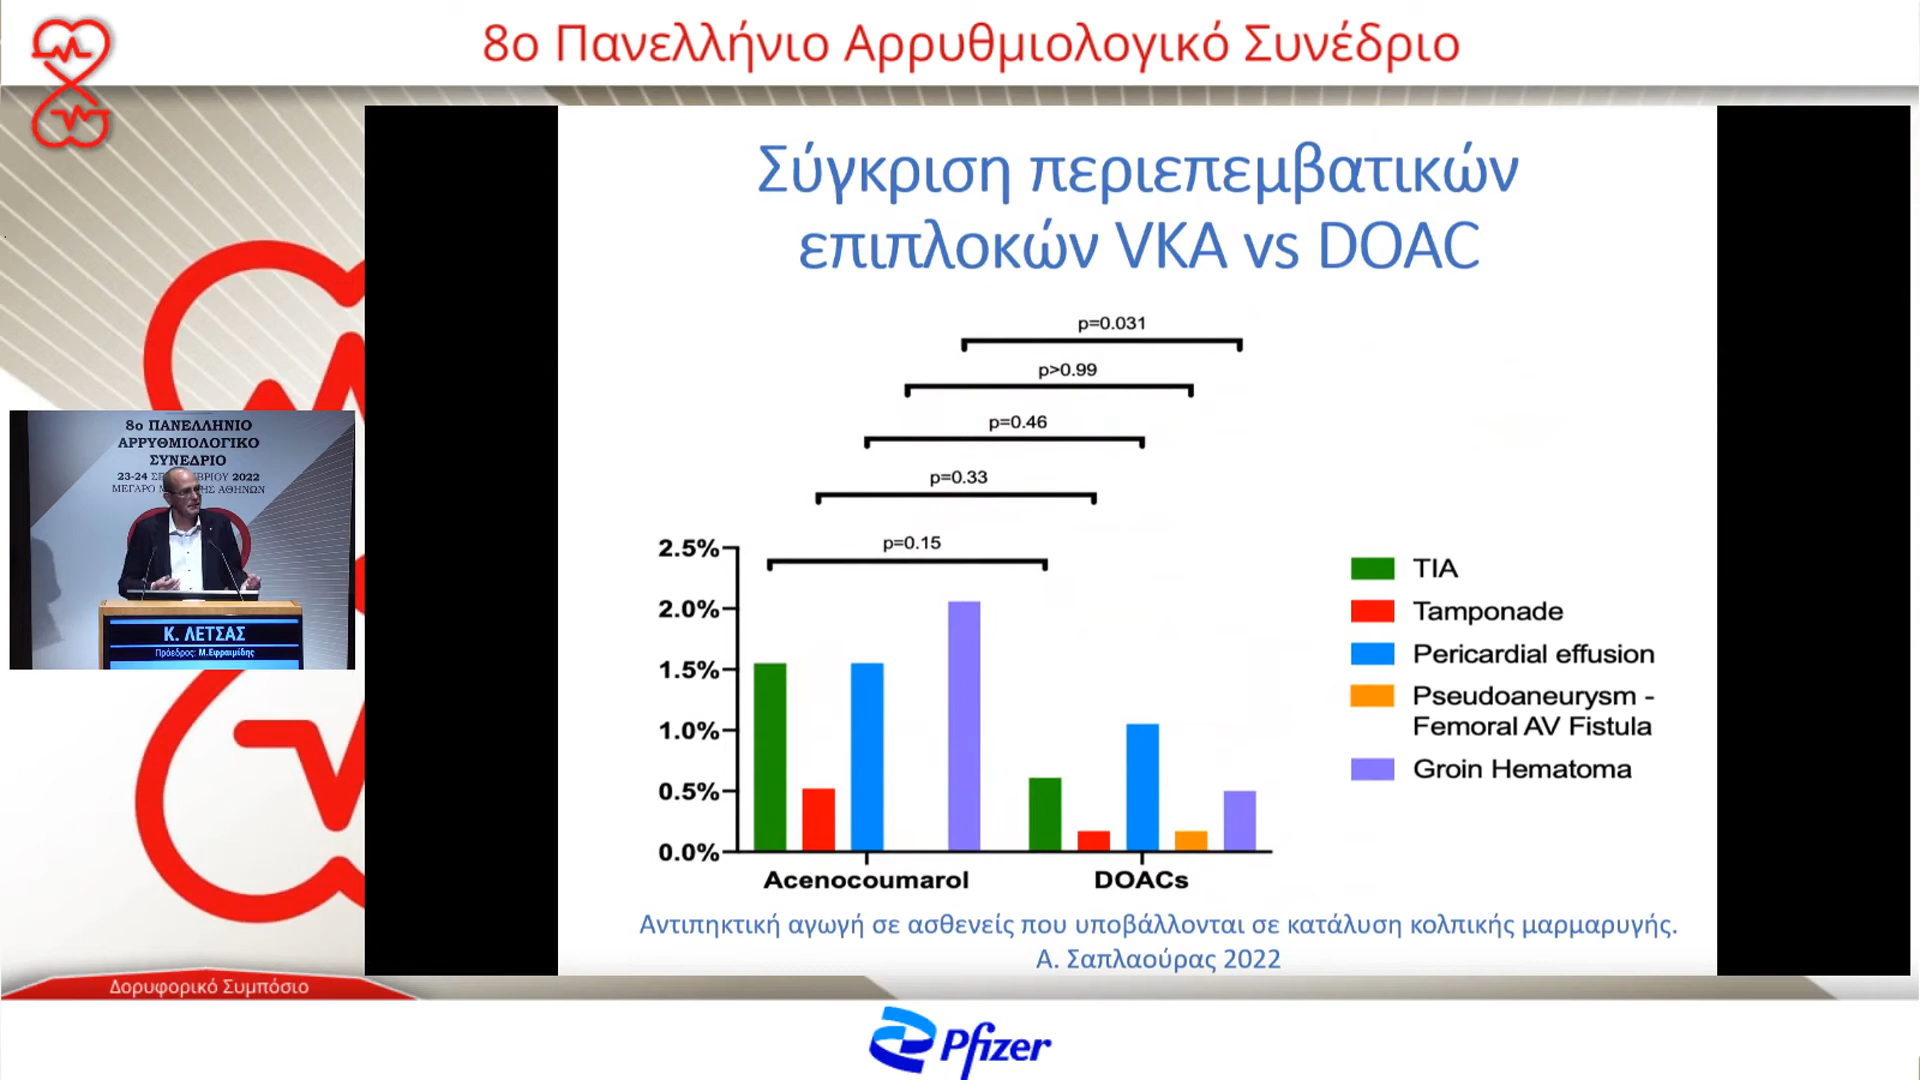 8ο Πανελλήνιο Αρρυθμιολογικό Συνέδριο
Σύγκριση περιεπεμβατικών
επιπλοκών VKA vs DOAC
p=0.031
p>0.99
p=0.46
p=0.33
p=0.15
2.5%
2.0%
1.5%
1.0%
0.5%
0.0%
Acenocoumarol
DOACs
TIA
Tamponade
Pericardial effusion
Pseudoaneurysm -
Femoral AV Fistula
Groin Hematoma
Αντιπηκτική αγωγή σε ασθενείς που υποβάλλονται σε κατάλυση κολπικής μαρμαρυγής.
Α. Σαπλαούρας 2022
8ο ΠΑΝΕΛΛΗΝΙΟ
ΑΡΡΥΘΜΙΟΛΟΓΙΚΟ
ΣΥΝΕΔΡΙΟ
23-24 2022
ΜΕΓΑΡΟ ΑΘΗΝΩΝ
Κ. ΛΕΤΣΑΣ
Πρόεδρος: Μ.Εφραιμίδης
Δορυφορικό Συμπόσιο
Pfizer